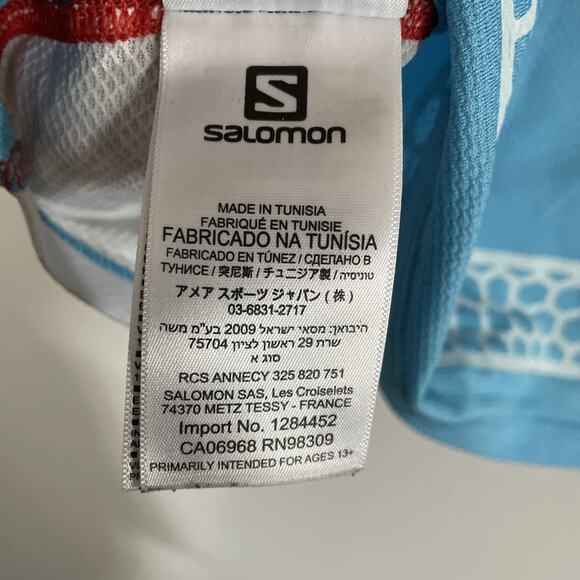 S
salomon
MADE IN TUNISIA
FABRIQUÉ EN TUNISIE
FABRICADO NA TUNÍSIA
FABRICADO EN TÚNEZ / СДЕЛАНО В
ТУНИСЕ / 突尼斯 / チュニジア製 / טוניסיה
アメア スポーツ ジャパン ( 株 )
03-6831-2717
היבואן: מסאי ישראל 2009 בע"מ משה
שרת 29 ראשון לציון 75704
סוג א
RCS ANNECY 325 820 751
SALOMON SAS, Les Croiselets
74370 METZ TESSY - FRANCE
Import No. 1284452
CA06968 RN98309
PRIMARILY INTENDED FOR AGES 13+